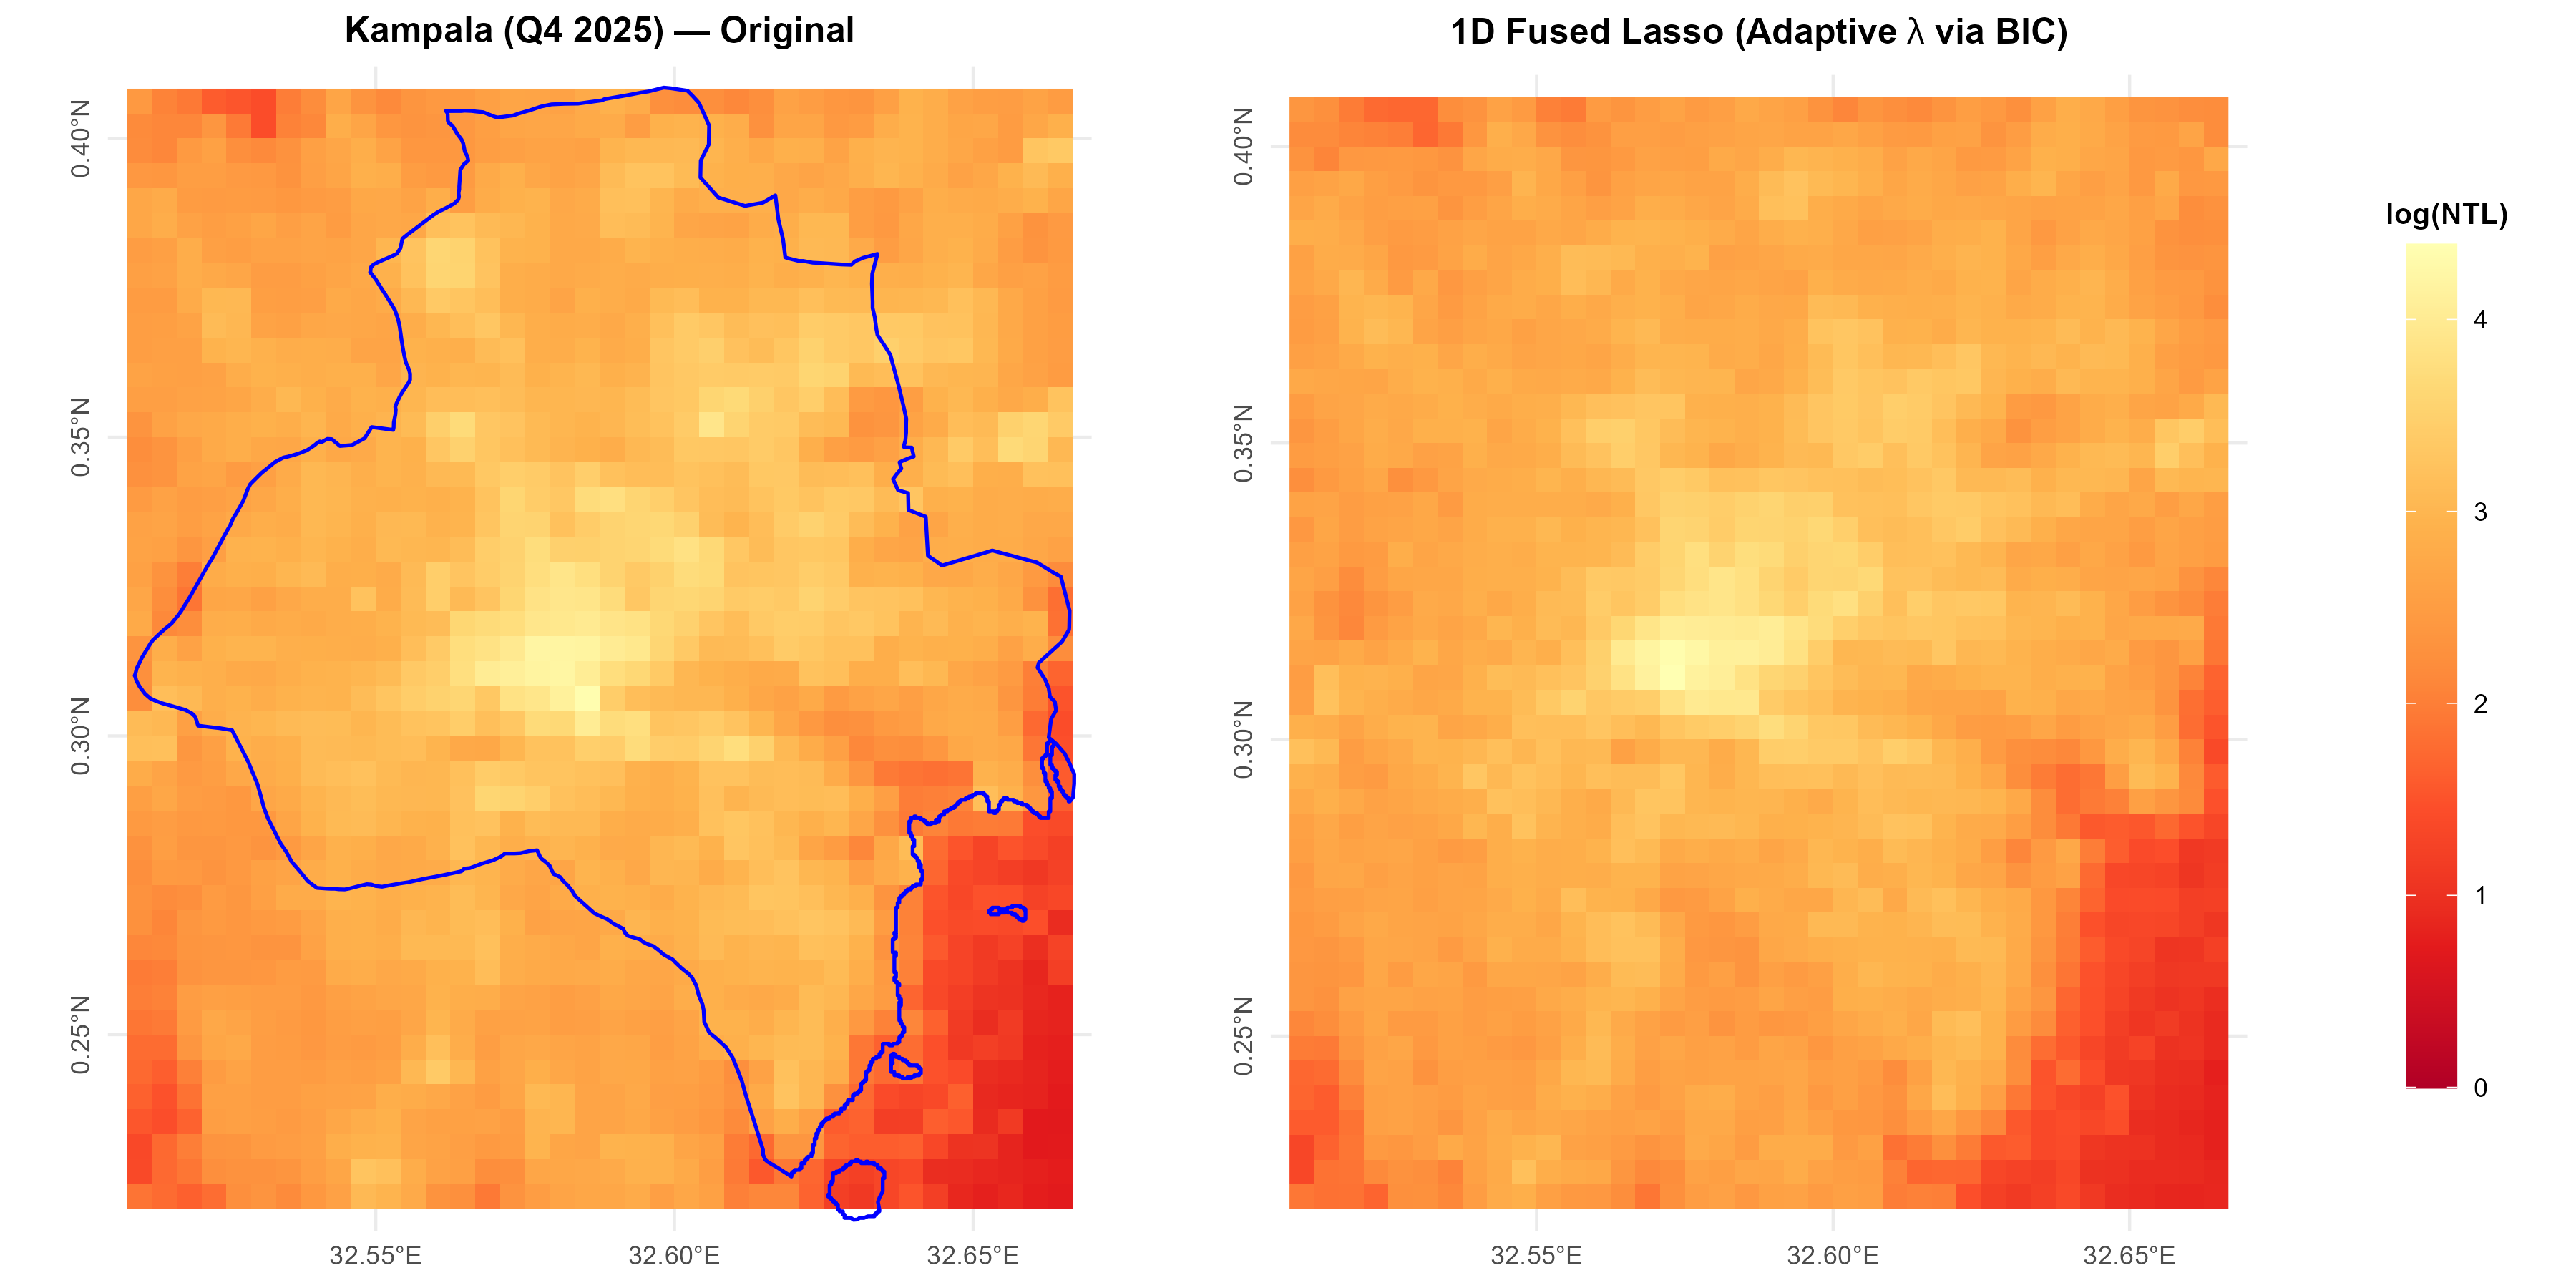 Kampala (Q4 2025) — Original
1D Fused Lasso (Adaptive λ via BIC)
0.40°N
0.35°N
0.30°N
0.25°N
32.55°E
32.60°E
32.65°E
0.40°N
0.35°N
0.30°N
0.25°N
32.55°E
32.60°E
32.65°E
log(NTL)
4
3
2
1
0